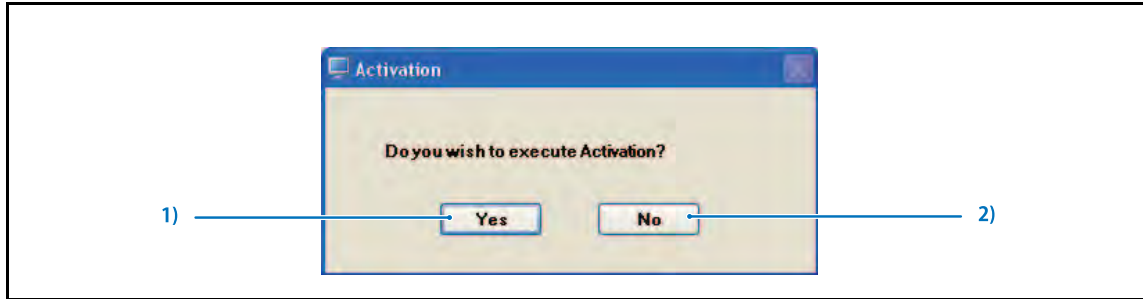 Activation
Do you wish to execute Activation?
1) Yes No 2)